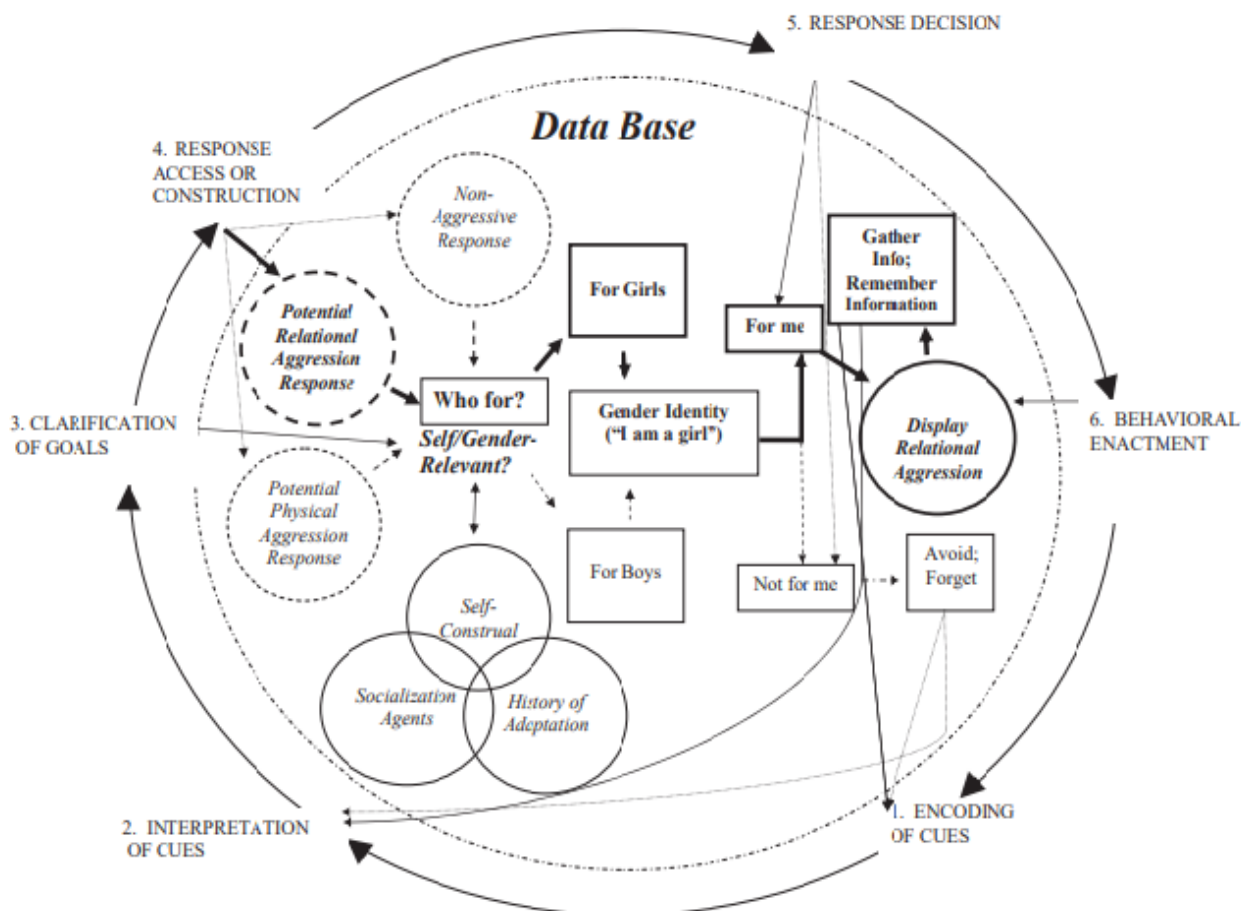 5. RESPONSE DECISION
Data Base
4. RESPONSE
ACCESS OR
CONSTRUCTION
Non-
Aggressive
Response
Gather
Info;
Remember
Information
For Girls
Potential
Relational
Aggression
Response
For me
Who for?
Self/Gender-
Relevant?
Gender Identity
(“I am a girl”)
3. CLARIFICATION
OF GOALS
6. BEHAVIORAL
ENACTMENT
Display
Relational
Aggression
Potential
Physical
Aggression
Response
For Boys
Not for me
Avoid;
Forget
Self-
Construal
Socialization
Agents
History of
Adaptation
2. INTERPRETATION
OF CUES
1. ENCODING
OF CUES